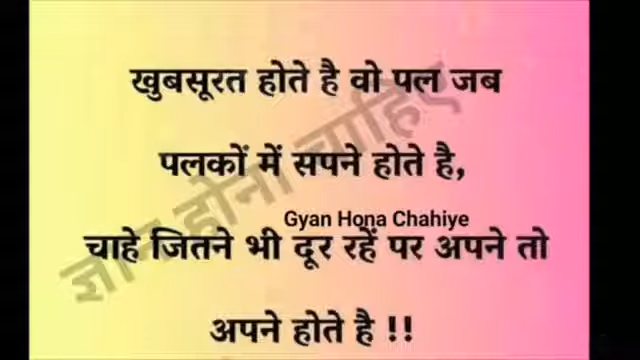 खुबसूरत होते है वो पल जब
पलकों में सपने होते है,
Gyan Hona Chahiye
चाहे जितने भी दूर रहें पर अपने तो
अपने होते है !!
ज्ञान होना चाहिए